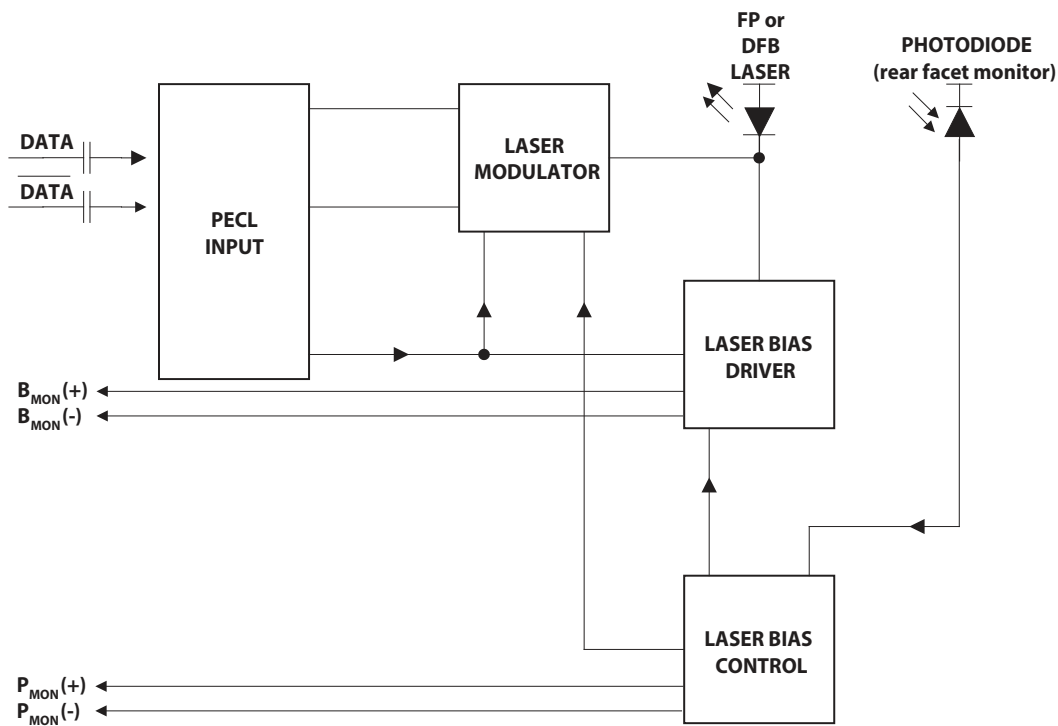 FP or
DFB
LASER
PHOTODIODE
(rear facet monitor)
DATA
DATA
PECL
INPUT
LASER
MODULATOR
LASER BIAS
DRIVER
BMON(+)
BMON(-)
LASER BIAS
CONTROL
PMON(+)
PMON(-)